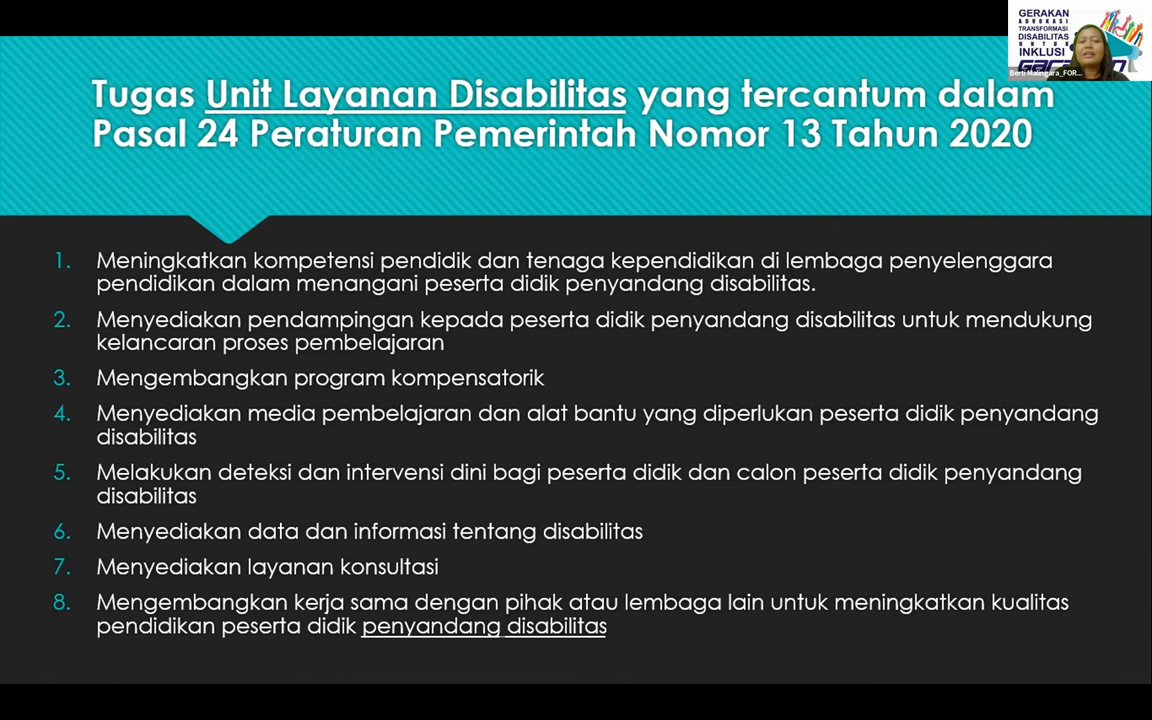 GERAKAN
ADVOKASI
TRANSFORMASI
DISABILITAS
UNTUK
INKLUSI
Berti Malingara_FOR...
Tugas Unit Layanan Disabilitas yang tercantum dalam
Pasal 24 Peraturan Pemerintah Nomor 13 Tahun 2020
1. Meningkatkan kompetensi pendidik dan tenaga kependidikan di lembaga penyelenggara
pendidikan dalam menangani peserta didik penyandang disabilitas.
2. Menyediakan pendampingan kepada peserta didik penyandang disabilitas untuk mendukung
kelancaran proses pembelajaran
3. Mengembangkan program kompensatorik
4. Menyediakan media pembelajaran dan alat bantu yang diperlukan peserta didik penyandang
disabilitas
5. Melakukan deteksi dan intervensi dini bagi peserta didik dan calon peserta didik penyandang
disabilitas
6. Menyediakan data dan informasi tentang disabilitas
7. Menyediakan layanan konsultasi
8. Mengembangkan kerja sama dengan pihak atau lembaga lain untuk meningkatkan kualitas
pendidikan peserta didik penyandang disabilitas